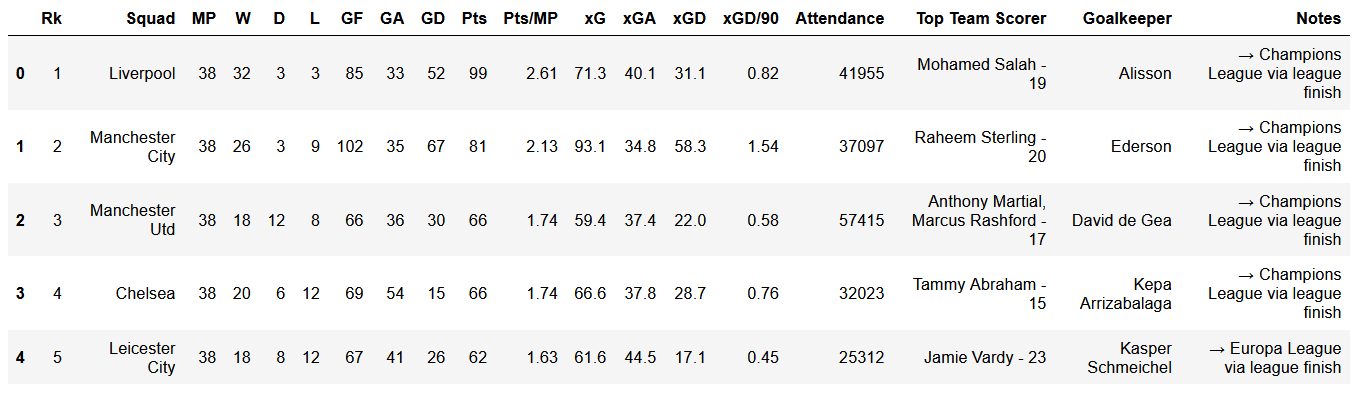 Rk Squad MP W D L GF GA GD Pts Pts/MP xG xGA xGD xGD/90 Attendance Top Team Scorer Goalkeeper Notes
0 1 Liverpool 38 32 3 3 85 33 52 99 2.61 71.3 40.1 31.1 0.82 41955 Mohamed Salah - 19 Alisson → Champions League via league finish
1 2 Manchester City 38 26 3 9 102 35 67 81 2.13 93.1 34.8 58.3 1.54 37097 Raheem Sterling - 20 Ederson → Champions League via league finish
2 3 Manchester Utd 38 18 12 8 66 36 30 66 1.74 59.4 37.4 22.0 0.58 57415 Anthony Martial, Marcus Rashford - 17 David de Gea → Champions League via league finish
3 4 Chelsea 38 20 6 12 69 54 15 66 1.74 66.6 37.8 28.7 0.76 32023 Tammy Abraham - 15 Kepa Arrizabalaga → Champions League via league finish
4 5 Leicester City 38 18 8 12 67 41 26 62 1.63 61.6 44.5 17.1 0.45 25312 Jamie Vardy - 23 Kasper Schmeichel → Europa League via league finish